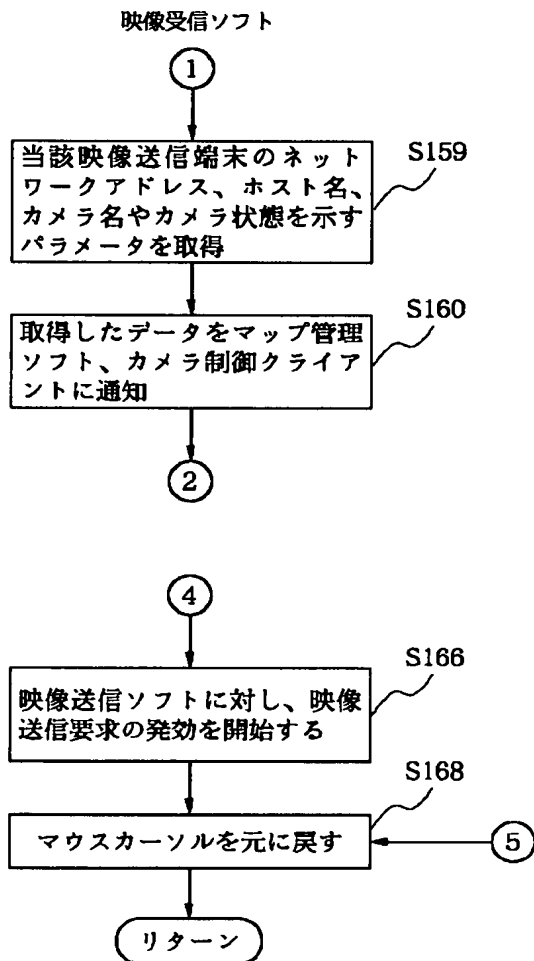 映像受信ソフト
1
当該映像送信端末のネット
ワークアドレス、ホスト名、
カメラ名やカメラ状態を示す
パラメータを取得
S159
取得したデータをマップ管理
ソフト、カメラ制御クライア
ントに通知
S160
2
4
映像送信ソフトに対し、映像
送信要求の発効を開始する
S166
マウスカーソルを元に戻す
S168
5
リターン